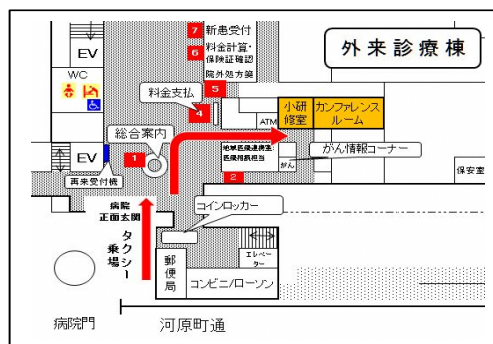 外来診療棟
7
新患受付
6
料金計算・
保険証確認
院外処方箋
5
EV
WC
料金支払
4
小研
修室
カンファレンス
ルーム
ATM
総合案内
1
地域医療連携室・
医療相談担当
がん
がん情報コーナー
EV
再来受付機
2
保安室
病院
正面玄関
コインロッカー
タクシー
乗場
郵便局
エレベーター
コンビニ/ローソン
病院門
河原町通